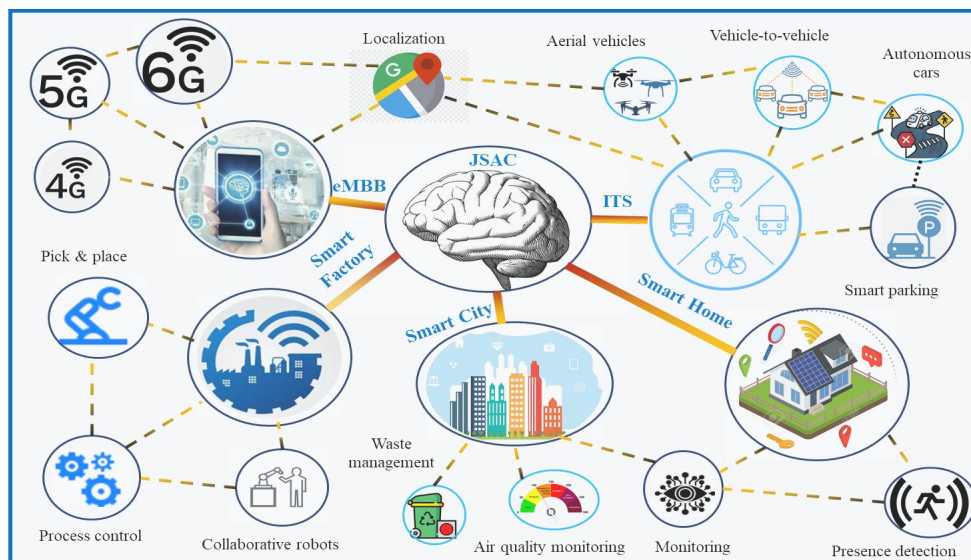 Localization
Aerial vehicles
Vehicle-to-vehicle
Autonomous
cars
5G
6G
G
4G
JSAC
eMBB
ITS
P
Pick & place
Smart
Factory
Smart City
Smart Home
Smart parking
Waste
management
Process control
Collaborative robots
Air quality monitoring
Monitoring
Presence detection